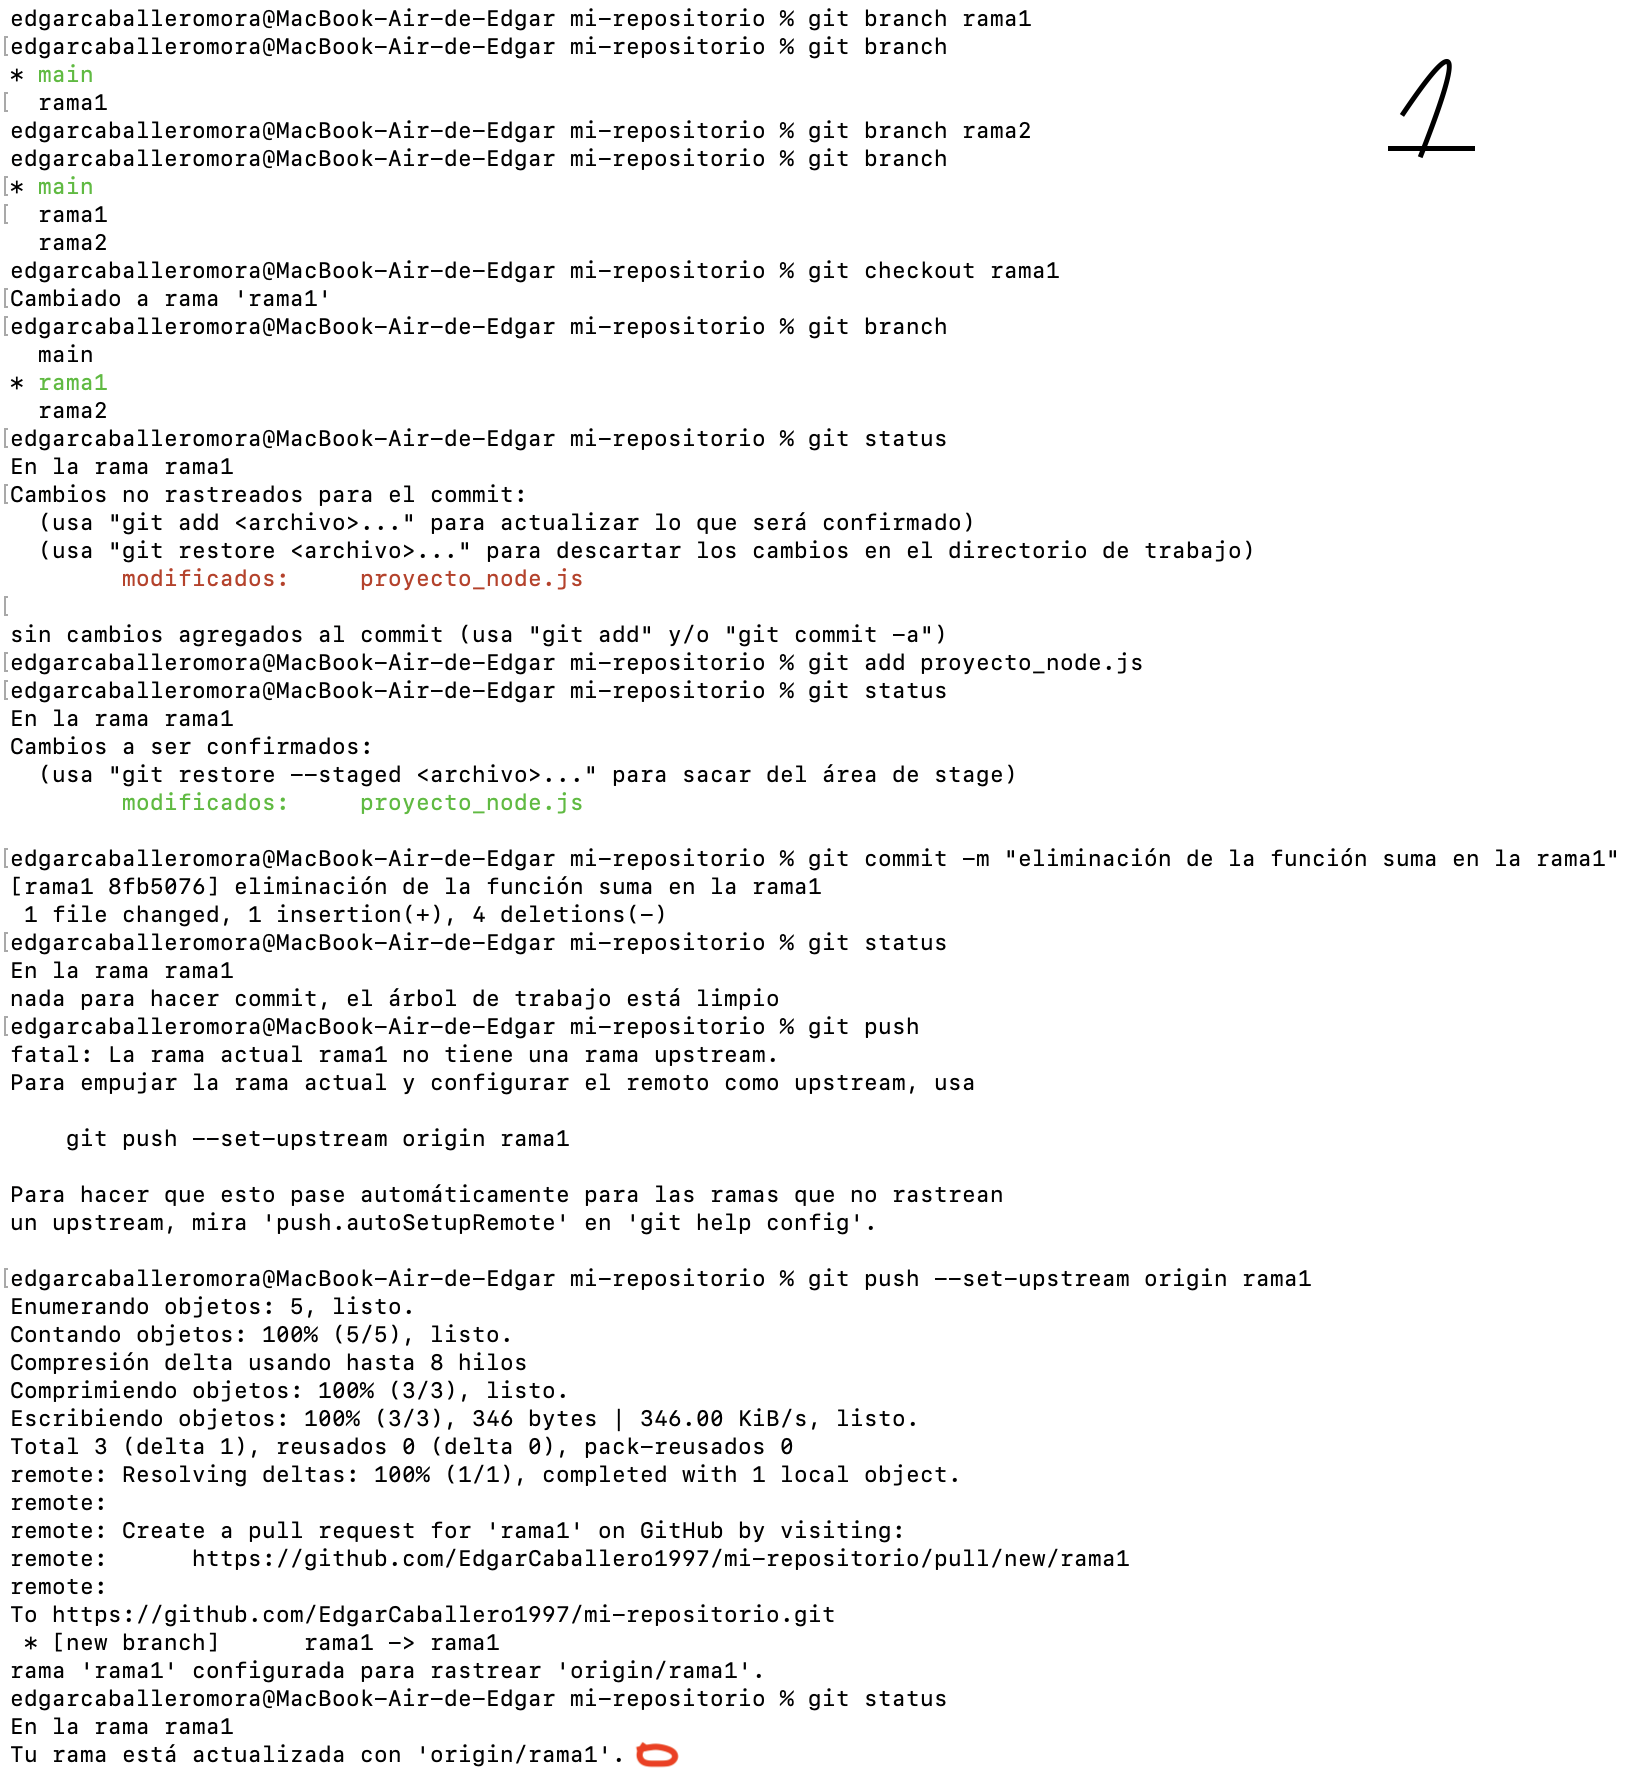 edgarcaballeromora@MacBook-Air-de-Edgar mi-repositorio % git branch rama1
[edgarcaballeromora@MacBook-Air-de-Edgar mi-repositorio % git branch
* main
[  rama1
edgarcaballeromora@MacBook-Air-de-Edgar mi-repositorio % git branch rama2
edgarcaballeromora@MacBook-Air-de-Edgar mi-repositorio % git branch
[* main
[  rama1
  rama2
edgarcaballeromora@MacBook-Air-de-Edgar mi-repositorio % git checkout rama1
[Cambiado a rama 'rama1'
[edgarcaballeromora@MacBook-Air-de-Edgar mi-repositorio % git branch
  main
* rama1
  rama2
[edgarcaballeromora@MacBook-Air-de-Edgar mi-repositorio % git status
En la rama rama1
[Cambios no rastreados para el commit:
  (usa "git add <archivo>..." para actualizar lo que será confirmado)
  (usa "git restore <archivo>..." para descartar los cambios en el directorio de trabajo)
        modificados:     proyecto_node.js
[
sin cambios agregados al commit (usa "git add" y/o "git commit -a")
[edgarcaballeromora@MacBook-Air-de-Edgar mi-repositorio % git add proyecto_node.js
[edgarcaballeromora@MacBook-Air-de-Edgar mi-repositorio % git status
En la rama rama1
Cambios a ser confirmados:
  (usa "git restore --staged <archivo>..." para sacar del área de stage)
        modificados:     proyecto_node.js
[edgarcaballeromora@MacBook-Air-de-Edgar mi-repositorio % git commit -m "eliminación de la función suma en la rama1"
[rama1 8fb5076] eliminación de la función suma en la rama1
 1 file changed, 1 insertion(+), 4 deletions(-)
[edgarcaballeromora@MacBook-Air-de-Edgar mi-repositorio % git status
En la rama rama1
nada para hacer commit, el árbol de trabajo está limpio
[edgarcaballeromora@MacBook-Air-de-Edgar mi-repositorio % git push
fatal: La rama actual rama1 no tiene una rama upstream.
Para empujar la rama actual y configurar el remoto como upstream, usa
    git push --set-upstream origin rama1
Para hacer que esto pase automáticamente para las ramas que no rastrean
un upstream, mira 'push.autoSetupRemote' en 'git help config'.
[edgarcaballeromora@MacBook-Air-de-Edgar mi-repositorio % git push --set-upstream origin rama1
Enumerando objetos: 5, listo.
Contando objetos: 100% (5/5), listo.
Compresión delta usando hasta 8 hilos
Comprimiendo objetos: 100% (3/3), listo.
Escribiendo objetos: 100% (3/3), 346 bytes | 346.00 KiB/s, listo.
Total 3 (delta 1), reusados 0 (delta 0), pack-reusados 0
remote: Resolving deltas: 100% (1/1), completed with 1 local object.
remote:
remote: Create a pull request for 'rama1' on GitHub by visiting:
remote:      https://github.com/EdgarCaballero1997/mi-repositorio/pull/new/rama1
remote:
To https://github.com/EdgarCaballero1997/mi-repositorio.git
 * [new branch]      rama1 -> rama1
rama 'rama1' configurada para rastrear 'origin/rama1'.
edgarcaballeromora@MacBook-Air-de-Edgar mi-repositorio % git status
En la rama rama1
Tu rama está actualizada con 'origin/rama1'.
1